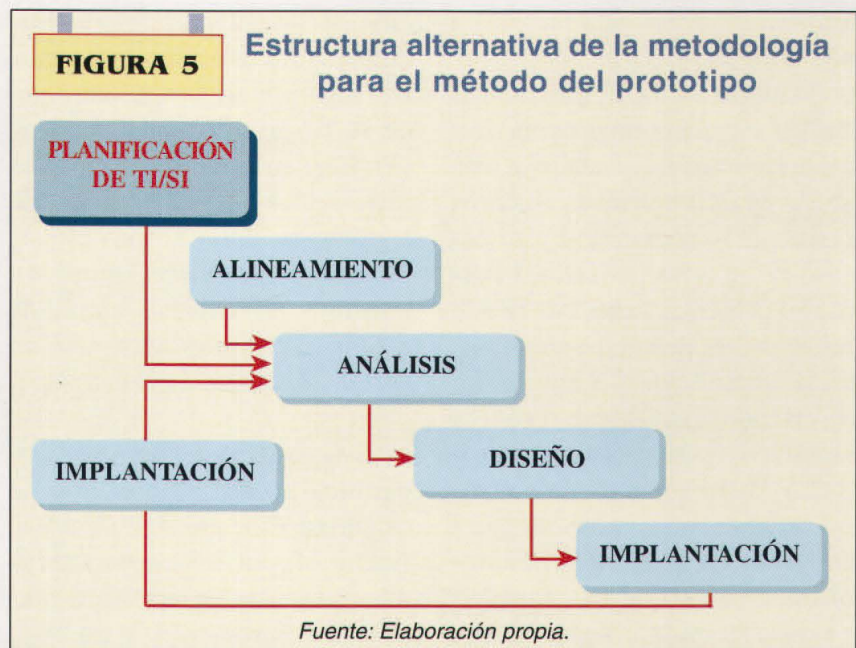 FIGURA 5
Estructura alternativa de la metodología
para el método del prototipo
PLANIFICACIÓN
DE TI/SI
ALINEAMIENTO
ANÁLISIS
IMPLANTACIÓN
DISEÑO
IMPLANTACIÓN
Fuente: Elaboración propia.